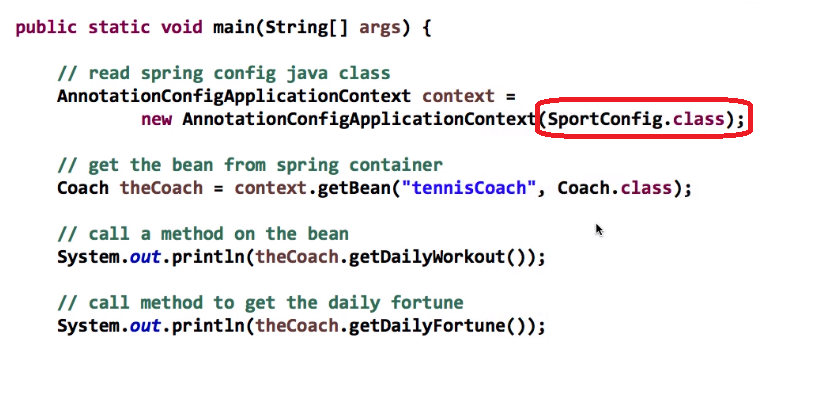 public static void main(String[] args) {
// read spring config java class
AnnotationConfigApplicationContext context =
new AnnotationConfigApplicationContext(SportConfig.class);
// get the bean from spring container
Coach theCoach = context.getBean("tennisCoach", Coach.class);
// call a method on the bean
System.out.println(theCoach.getDailyWorkout());
// call method to get the daily fortune
System.out.println(theCoach.getDailyFortune());